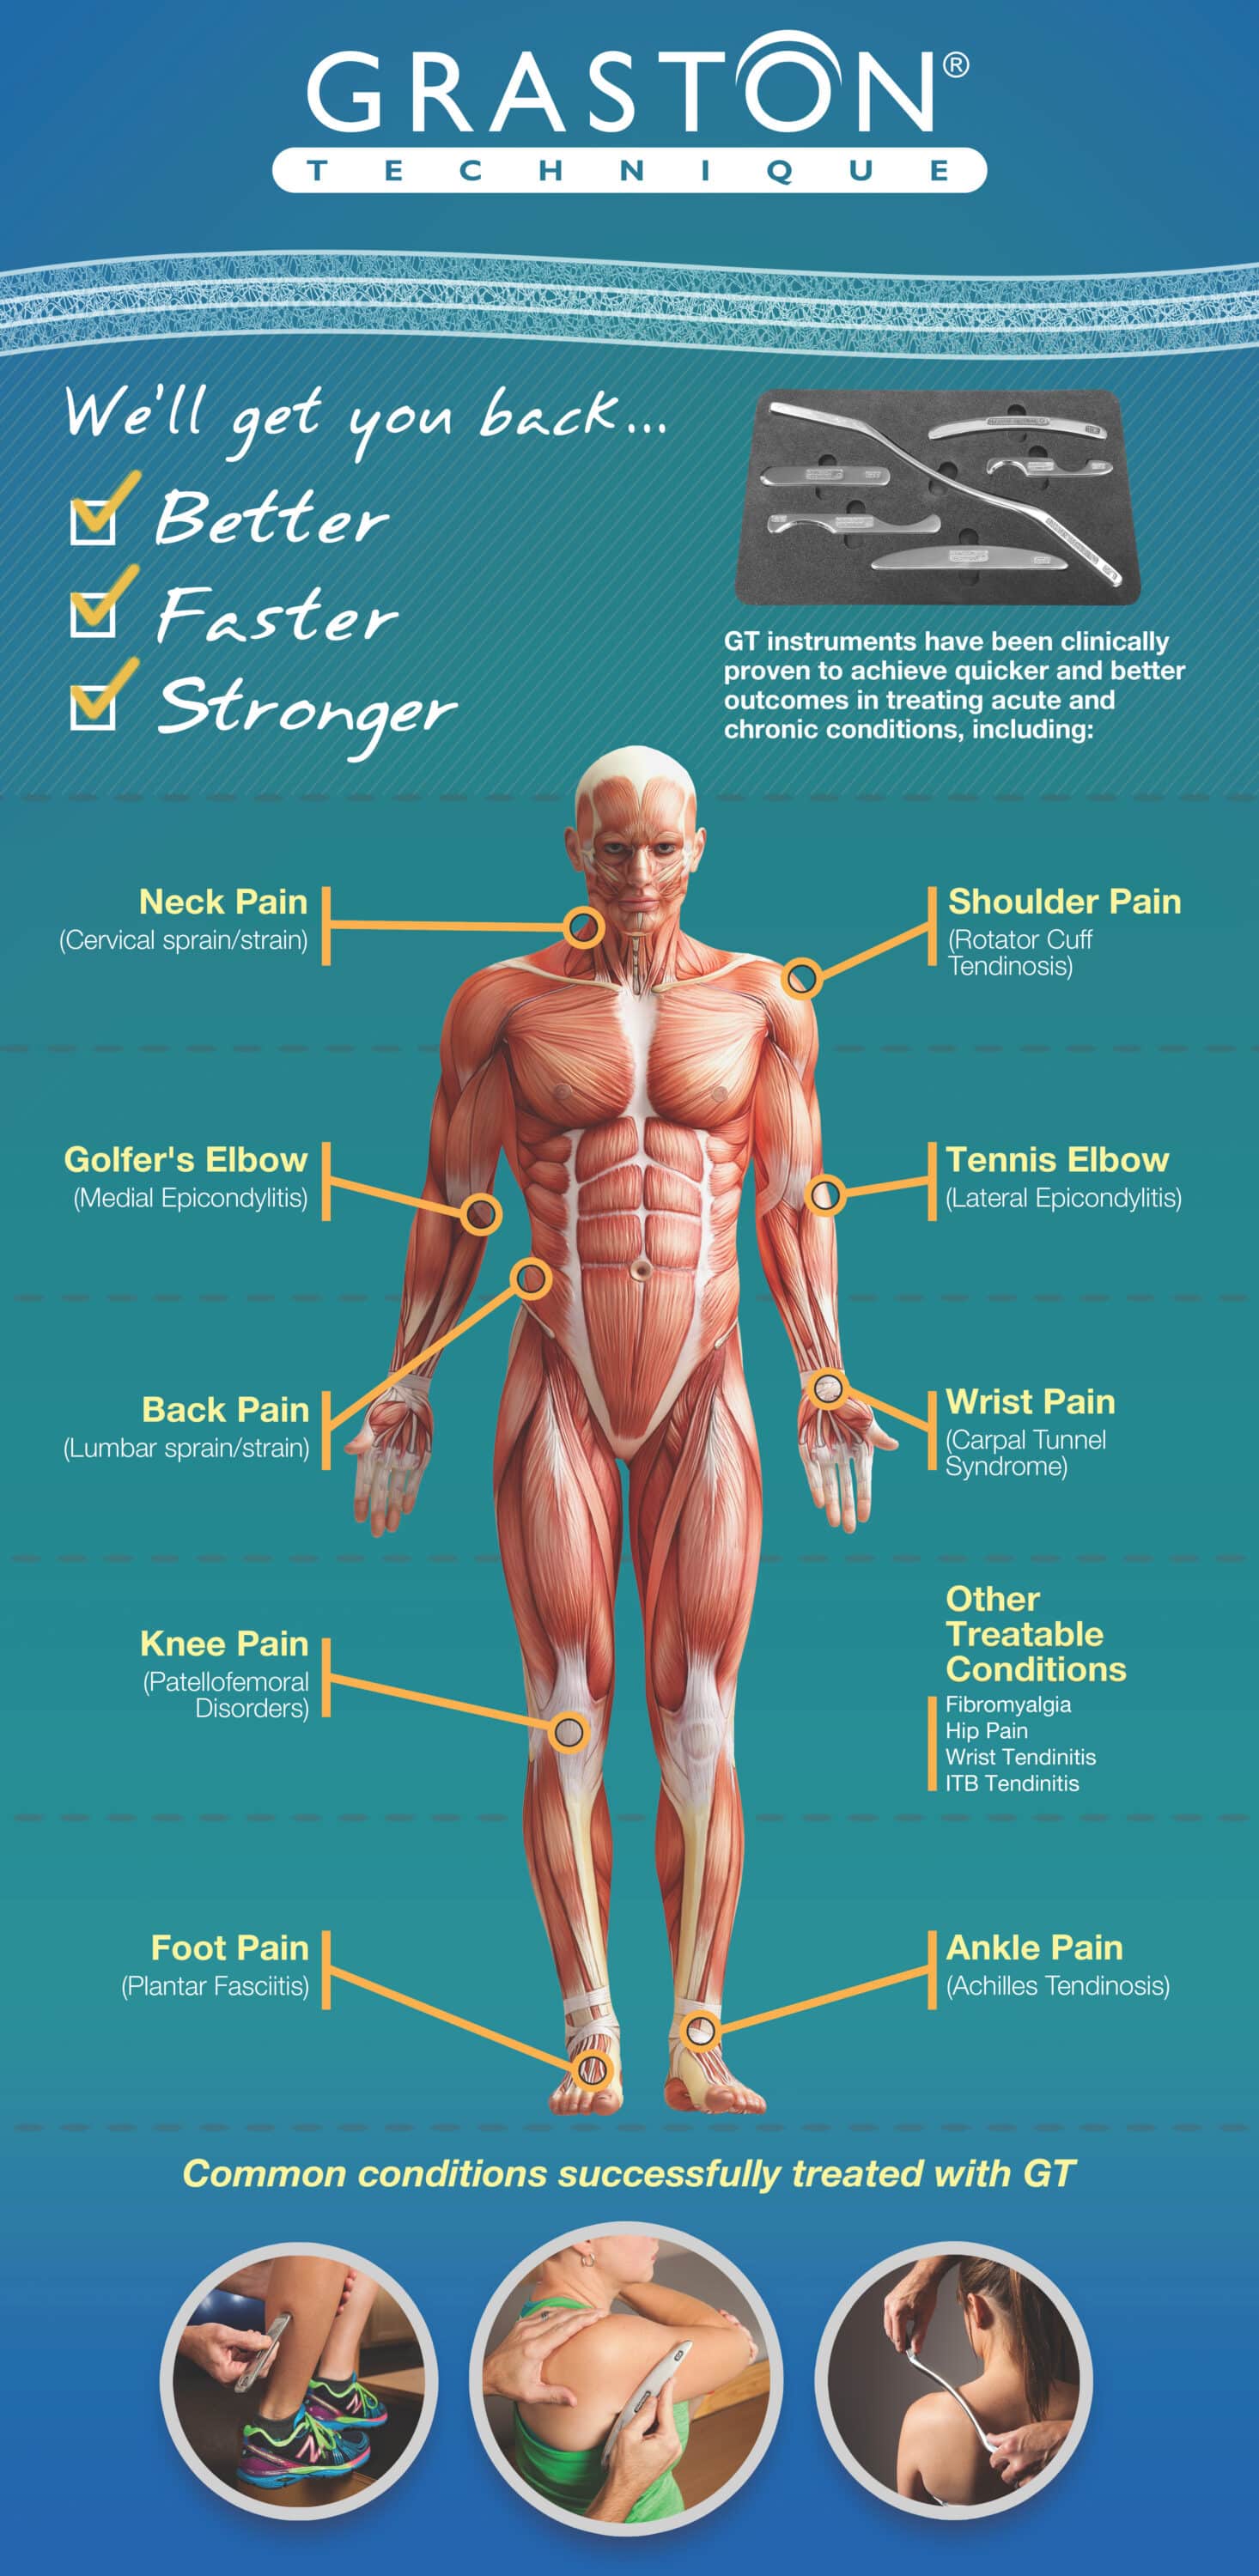 GRASTON®
TECHNIQUE
We'll get you back...
Better
Faster
Stronger
GT instruments have been clinically
proven to achieve quicker and better
outcomes in treating acute and
chronic conditions, including:
Neck Pain
(Cervical sprain/strain)
Shoulder Pain
(Rotator Cuff
Tendinosis)
Golfer's Elbow
(Medial Epicondylitis)
Tennis Elbow
(Lateral Epicondylitis)
Back Pain
(Lumbar sprain/strain)
Wrist Pain
(Carpal Tunnel
Syndrome)
Knee Pain
(Patellofemoral
Disorders)
Other
Treatable
Conditions
Fibromyalgia
Hip Pain
Wrist Tendinitis
ITB Tendinitis
Foot Pain
(Plantar Fasciitis)
Ankle Pain
(Achilles Tendinosis)
Common conditions successfully treated with GT